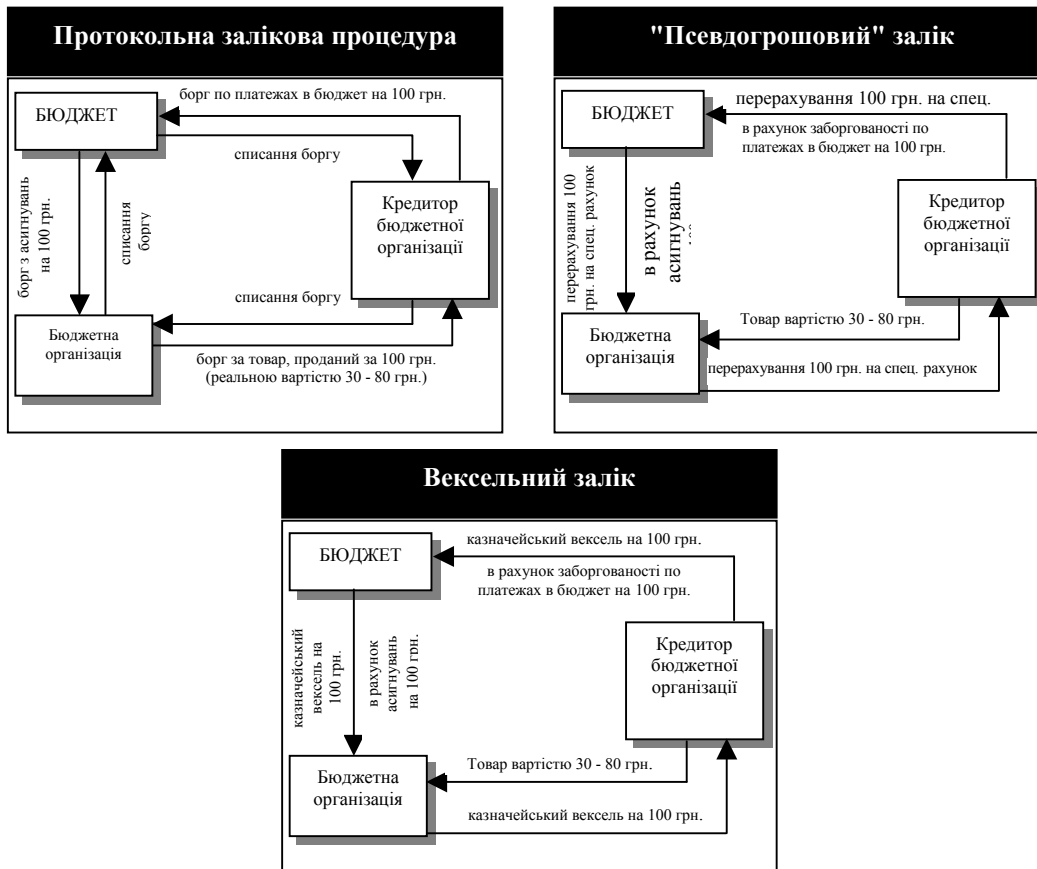 Протокольна залікова процедура
борг по платежах в бюджет на 100 грн.
БЮДЖЕТ
списання боргу
борг з асигнувань
на 100 грн.
списання
боргу
Кредитор
бюджетної
організації
списання боргу
Бюджетна
організація
борг за товар, проданий за 100 грн.
(реальною вартістю 30 - 80 грн.)
"Псевдогрошовий" залік
БЮДЖЕТ
перерахування 100 грн. на спец.
в рахунок заборгованості по
платежах в бюджет на 100 грн.
перерахування 100
грн. на спец. рахунок
в рахунок
асигнувань
Кредитор
бюджетної
організації
Товар вартістю 30 - 80 грн.
Бюджетна
організація
перерахування 100 грн. на спец. рахунок
Вексельний залік
казначейський вексель на 100 грн.
БЮДЖЕТ
в рахунок заборгованості по
платежах в бюджет на 100 грн.
казначейський
вексель на
100 грн.
в рахунок
асигнувань
на 100 грн.
Кредитор
бюджетної
організації
Товар вартістю 30 - 80 грн.
Бюджетна
організація
казначейський вексель на 100 грн.